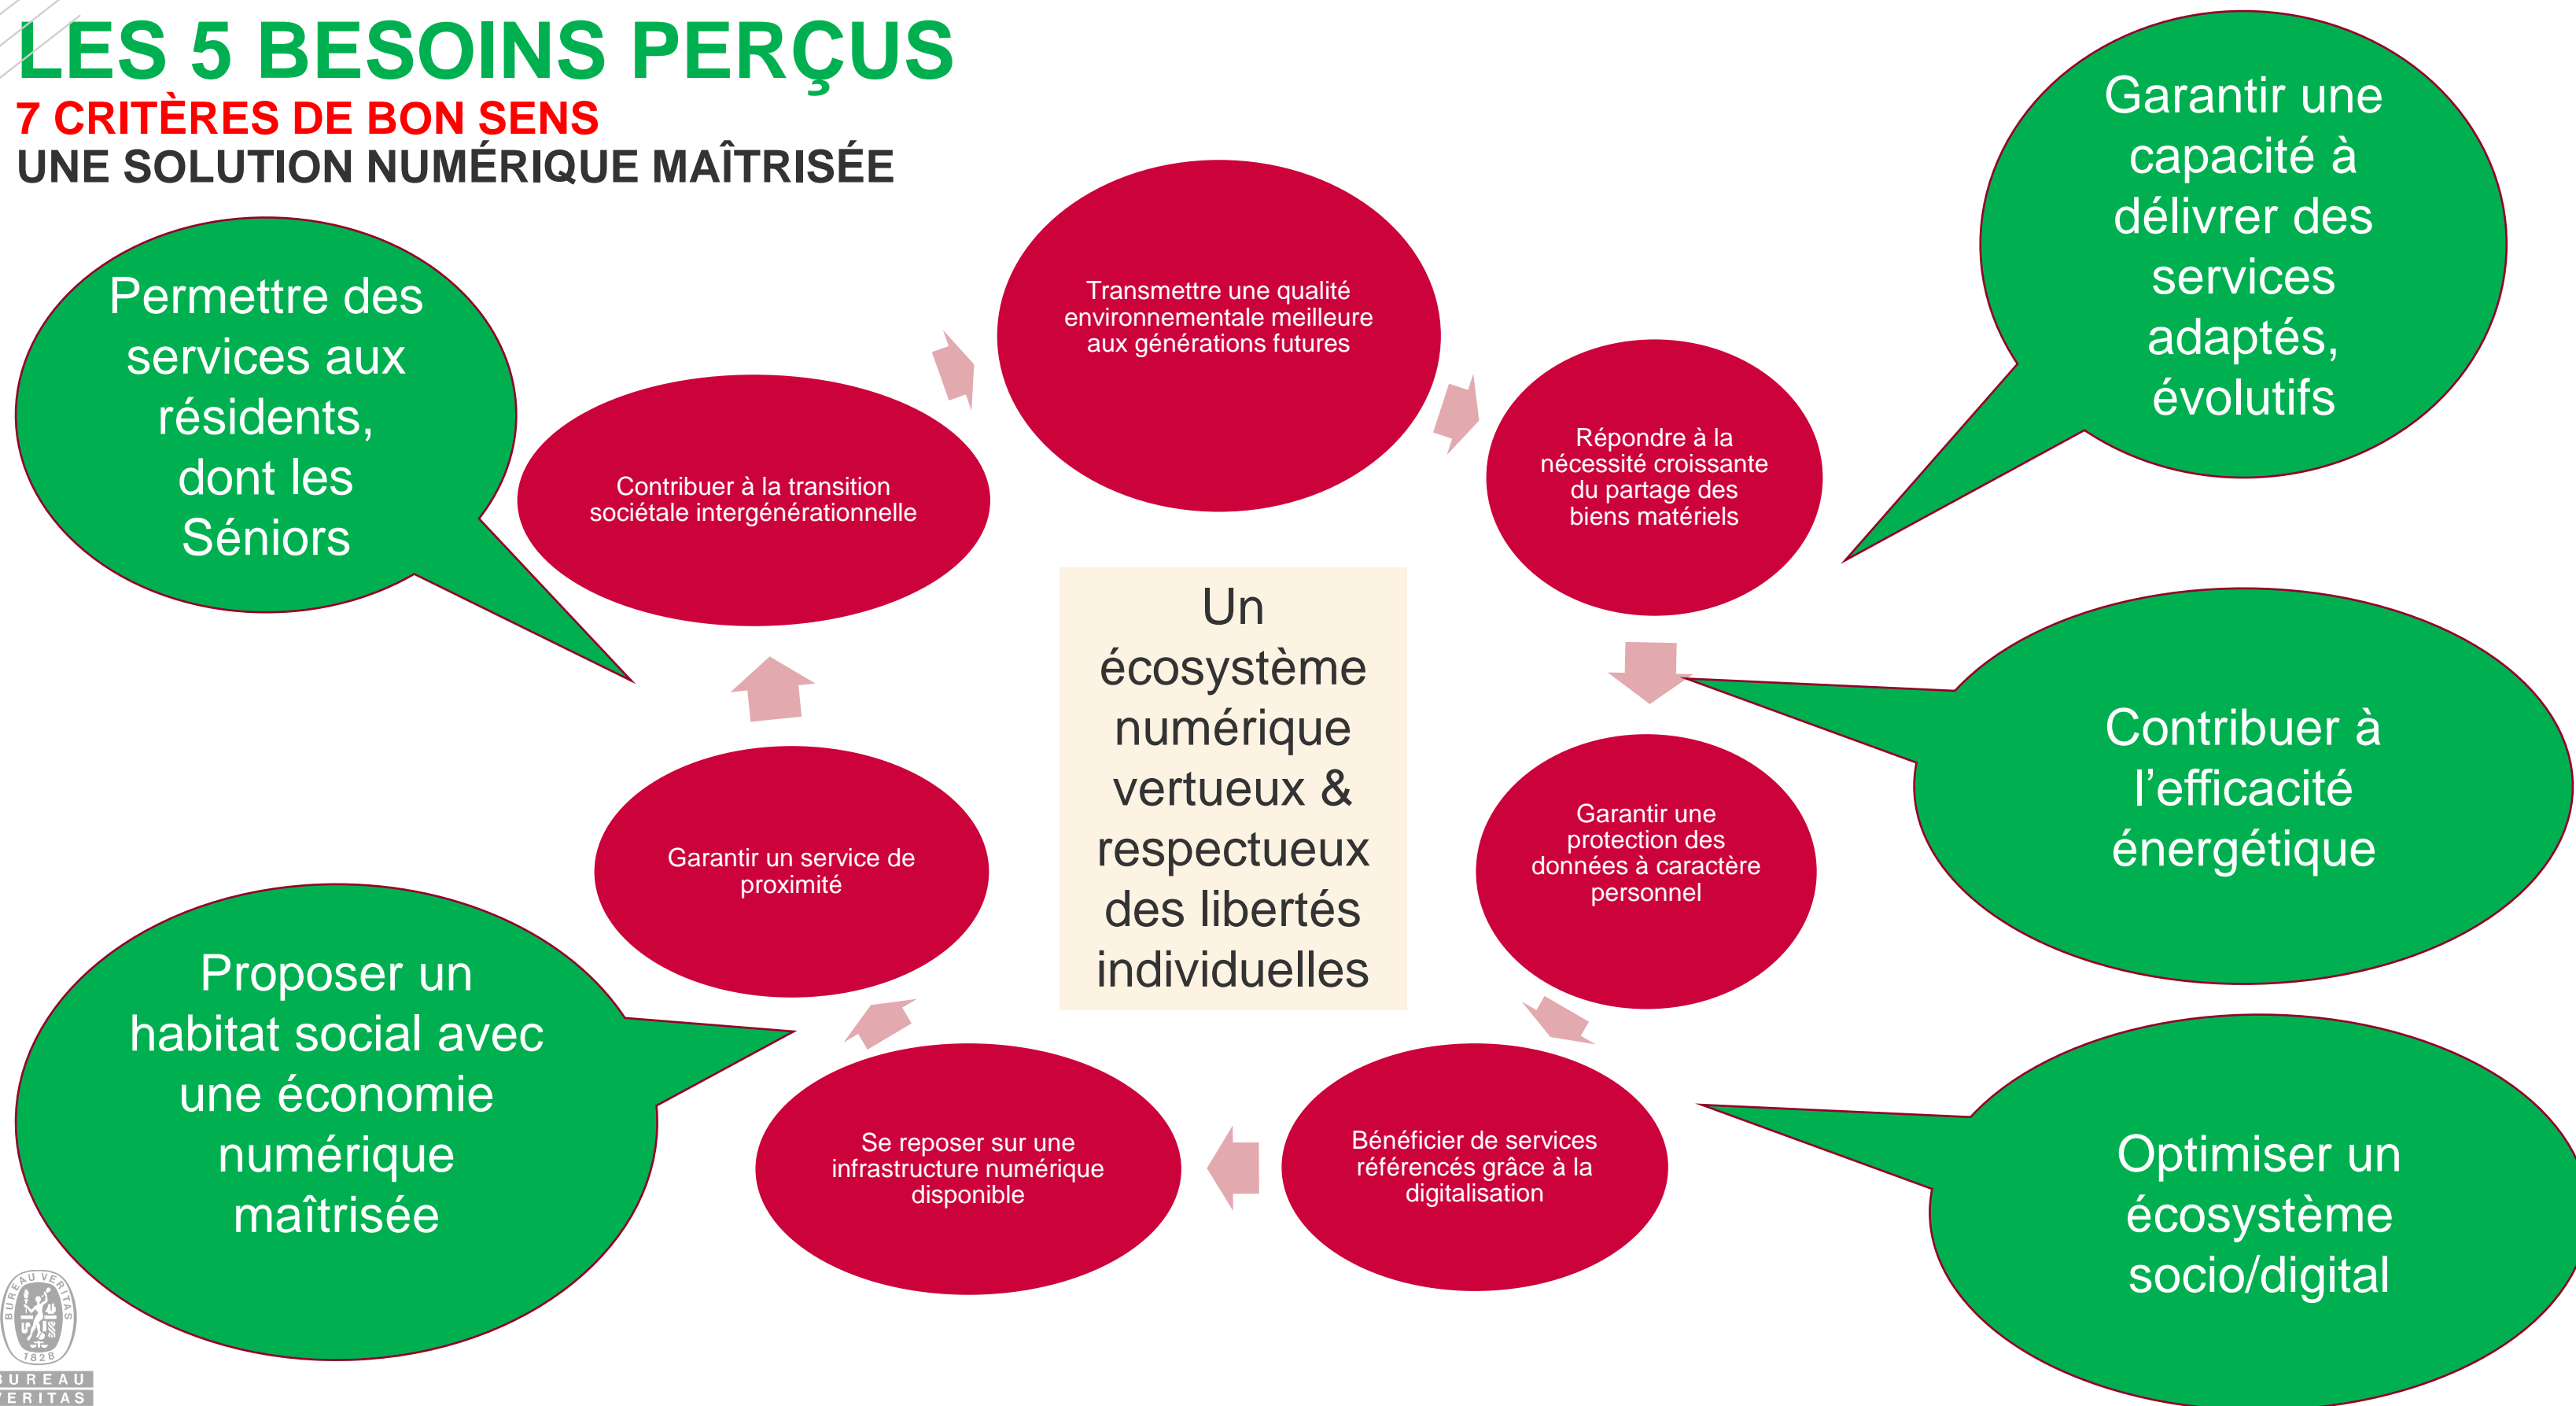 LES 5 BESOINS PERÇUS
7 CRITÈRES DE BON SENS
UNE SOLUTION NUMÉRIQUE MAÎTRISÉE
Permettre des
services aux
résidents,
dont les
Séniors
Transmettre une qualité
environnementale meilleure
aux générations futures
Garantir une
capacité à
délivrer des
services
adaptés,
évolutifs
Contribuer à la transition
sociétale intergénérationnelle
Répondre à la
nécessité croissante
du partage des
biens matériels
Un
écosystème
numérique
vertueux &
respectueux
des libertés
individuelles
Contribuer à
l’efficacité
énergétique
Garantir un service de
proximité
Garantir une
protection des
données à caractère
personnel
Proposer un
habitat social avec
une économie
numérique
maîtrisée
Se reposer sur une
infrastructure numérique
disponible
Bénéficier de services
référencés grâce à la
digitalisation
Optimiser un
écosystème
socio/digital
BUREAU VERITAS
1828
BUREAU
VERITAS